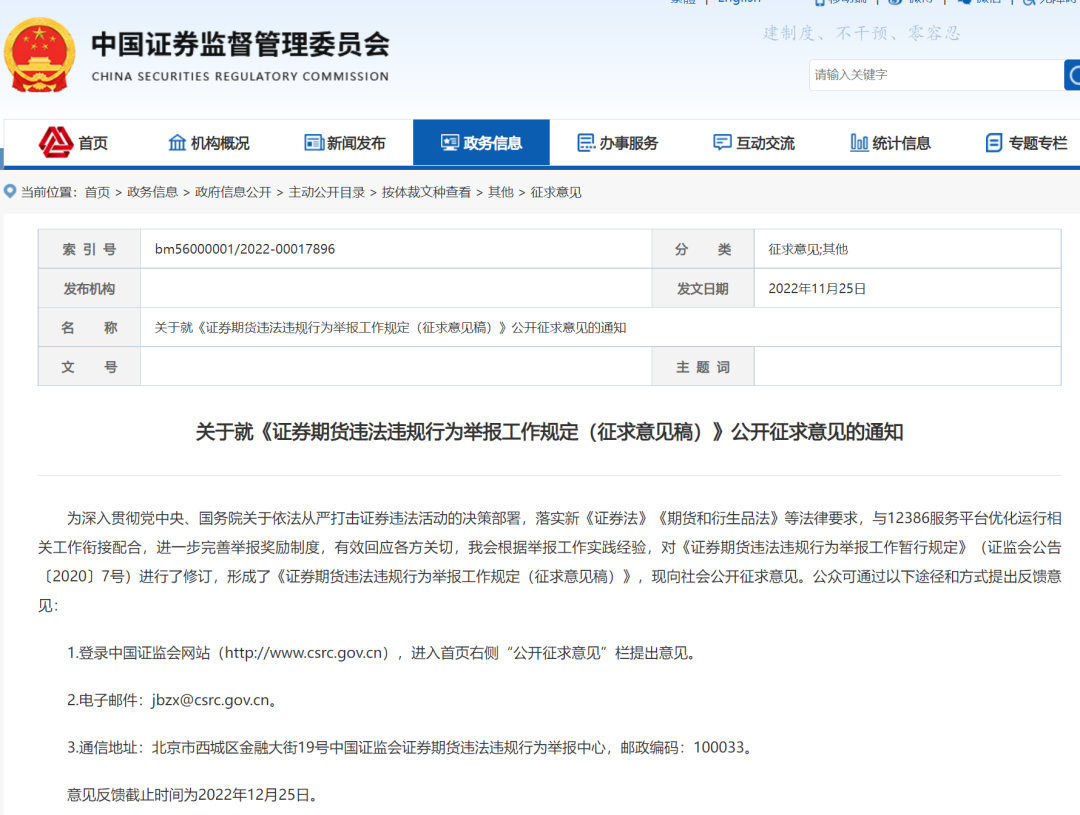 English
中国证券监督管理委员会
建制度、不干预、零容忍
CHINA SECURITIES REGULATORY COMMISSION
请输入关键字
首页 机构概况 新闻发布 政务信息 办事服务 互动交流 统计信息 专题专栏
当前位置：首页 > 政务信息 > 政府信息公开 > 主动公开目录 > 按体裁文种查看 > 其他 > 征求意见
索 引 号 bm56000001/2022-00017896 分 类 征求意见;其他
发布机构 发文日期 2022年11月25日
名 称 关于就《证券期货违法违规行为举报工作规定（征求意见稿）》公开征求意见的通知
文 号 主 题 词
关于就《证券期货违法违规行为举报工作规定（征求意见稿）》公开征求意见的通知
为深入贯彻党中央、国务院关于依法从严打击证券违法活动的决策部署，落实新《证券法》《期货和衍生品法》等法律要求，与12386服务平台优化运行相
关工作衔接配合，进一步完善举报奖励制度，有效回应各方关切，我会根据举报工作实践经验，对《证券期货违法违规行为举报工作暂行规定》（证监会公告
〔2020〕7号）进行了修订，形成了《证券期货违法违规行为举报工作规定（征求意见稿）》，现向社会公开征求意见。公众可通过以下途径和方式提出反馈意
见：
1.登录中国证监会网站（http://www.csrc.gov.cn），进入首页右侧“公开征求意见”栏提出意见。
2.电子邮件：jbzx@csrc.gov.cn。
3.通信地址：北京市西城区金融大街19号中国证监会证券期货违法违规行为举报中心，邮政编码：100033。
意见反馈截止时间为2022年12月25日。